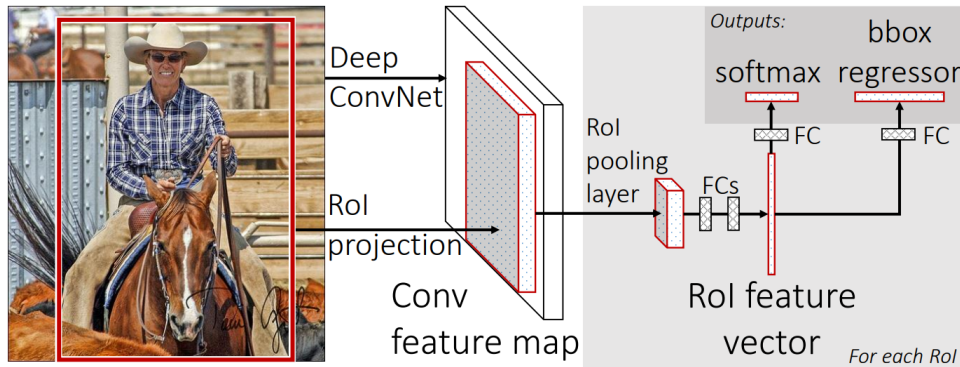 Deep
ConvNet
RoI
projection
Conv
feature map
RoI
pooling
layer
FCs
RoI feature
vector
Outputs:
softmax
bbox
regressor
FC
FC
For each RoI